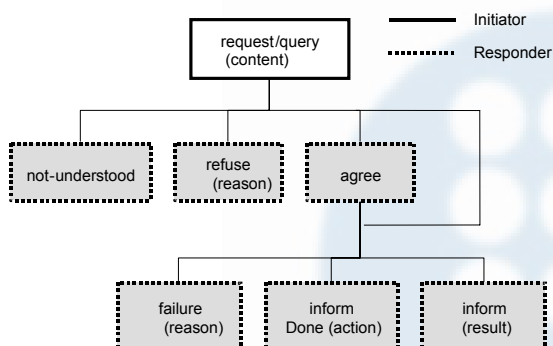 request/query
(content)
Initiator
Responder
not-understood
refuse
(reason)
agree
failure
(reason)
inform
Done (action)
inform
(result)